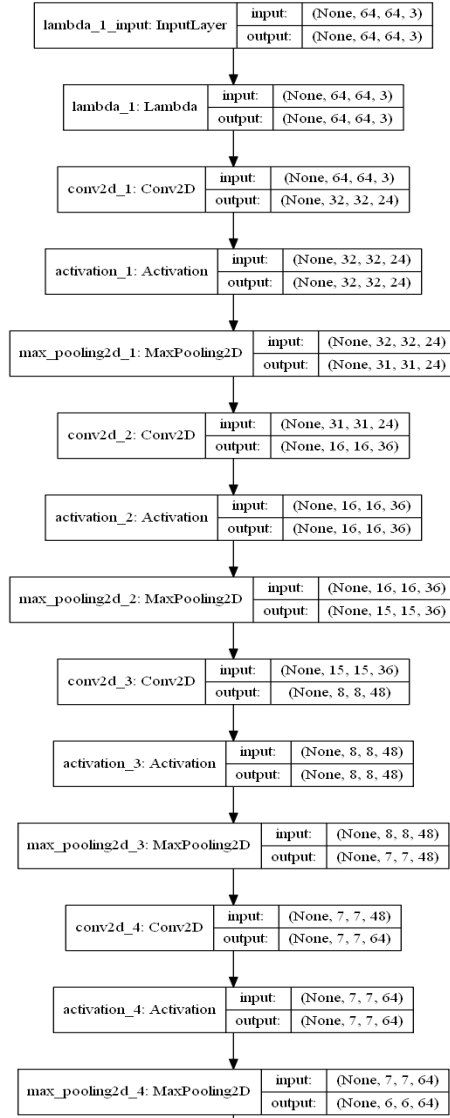 lambda_1_input: InputLayer
input: (None, 64, 64, 3)
output: (None, 64, 64, 3)
lambda_1: Lambda
input: (None, 64, 64, 3)
output: (None, 64, 64, 3)
conv2d_1: Conv2D
input: (None, 64, 64, 3)
output: (None, 32, 32, 24)
activation_1: Activation
input: (None, 32, 32, 24)
output: (None, 32, 32, 24)
max_pooling2d_1: MaxPooling2D
input: (None, 32, 32, 24)
output: (None, 31, 31, 24)
conv2d_2: Conv2D
input: (None, 31, 31, 24)
output: (None, 16, 16, 36)
activation_2: Activation
input: (None, 16, 16, 36)
output: (None, 16, 16, 36)
max_pooling2d_2: MaxPooling2D
input: (None, 16, 16, 36)
output: (None, 15, 15, 36)
conv2d_3: Conv2D
input: (None, 15, 15, 36)
output: (None, 8, 8, 48)
activation_3: Activation
input: (None, 8, 8, 48)
output: (None, 8, 8, 48)
max_pooling2d_3: MaxPooling2D
input: (None, 8, 8, 48)
output: (None, 7, 7, 48)
conv2d_4: Conv2D
input: (None, 7, 7, 48)
output: (None, 7, 7, 64)
activation_4: Activation
input: (None, 7, 7, 64)
output: (None, 7, 7, 64)
max_pooling2d_4: MaxPooling2D
input: (None, 7, 7, 64)
output: (None, 6, 6, 64)